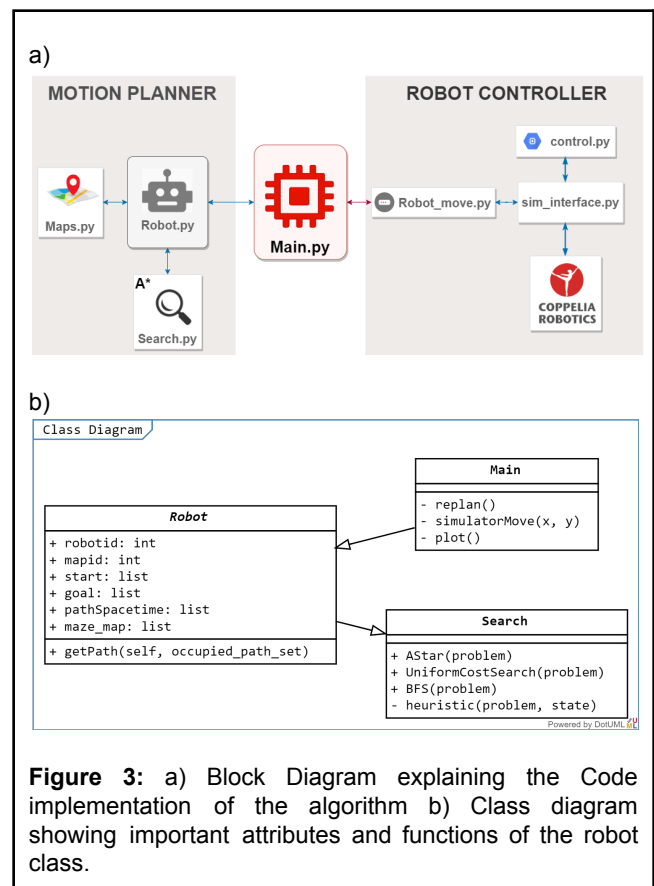 a)
MOTION PLANNER
ROBOT CONTROLLER
control.py
Maps.py
Robot.py
Main.py
Robot_move.py
sim_interface.py
A*
Search.py
COPPELIA
ROBOTICS
b)
Class Diagram
Main
- replan()
- simulatorMove(x, y)
- plot()
Robot
+ robotid: int
+ mapid: int
+ start: list
+ goal: list
+ pathSpacetime: list
+ maze_map: list
+ getPath(self, occupied_path_set)
Search
+ AStar(problem)
+ UniformCostSearch(problem)
+ BFS(problem)
- heuristic(problem, state)
Powered by DotUML
Figure 3: a) Block Diagram explaining the Code
implementation of the algorithm b) Class diagram
showing important attributes and functions of the robot
class.